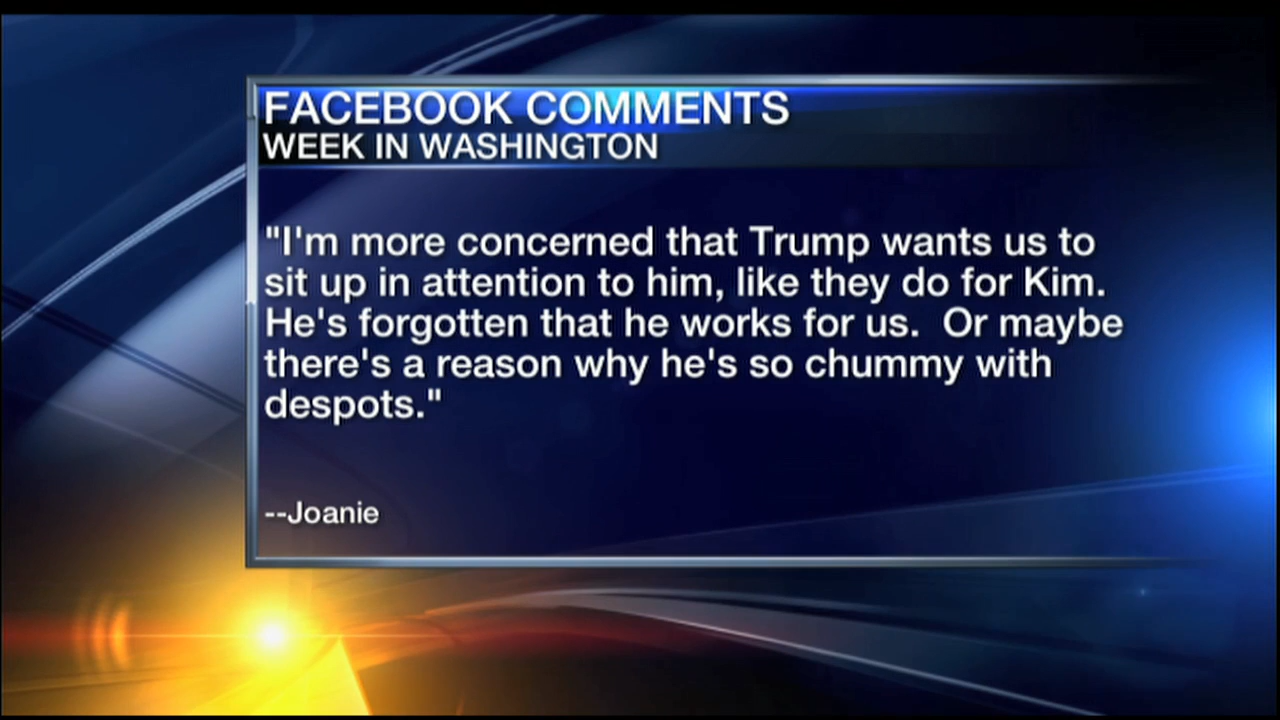 FACEBOOK COMMENTS
WEEK IN WASHINGTON
"I'm more concerned that Trump wants us to
sit up in attention to him, like they do for Kim.
He's forgotten that he works for us.  Or maybe
there's a reason why he's so chummy with
despots."
--Joanie